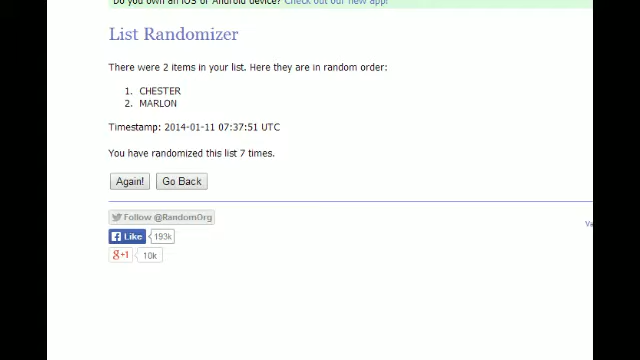 Do you own an iOS or Android device? Check out our new app!
List Randomizer
There were 2 items in your list. Here they are in random order:
1. CHESTER
2. MARLON
Timestamp: 2014-01-11 07:37:51 UTC
You have randomized this list 7 times.
Again! Go Back
Follow @RandomOrg
Like 193k
g+1 10k